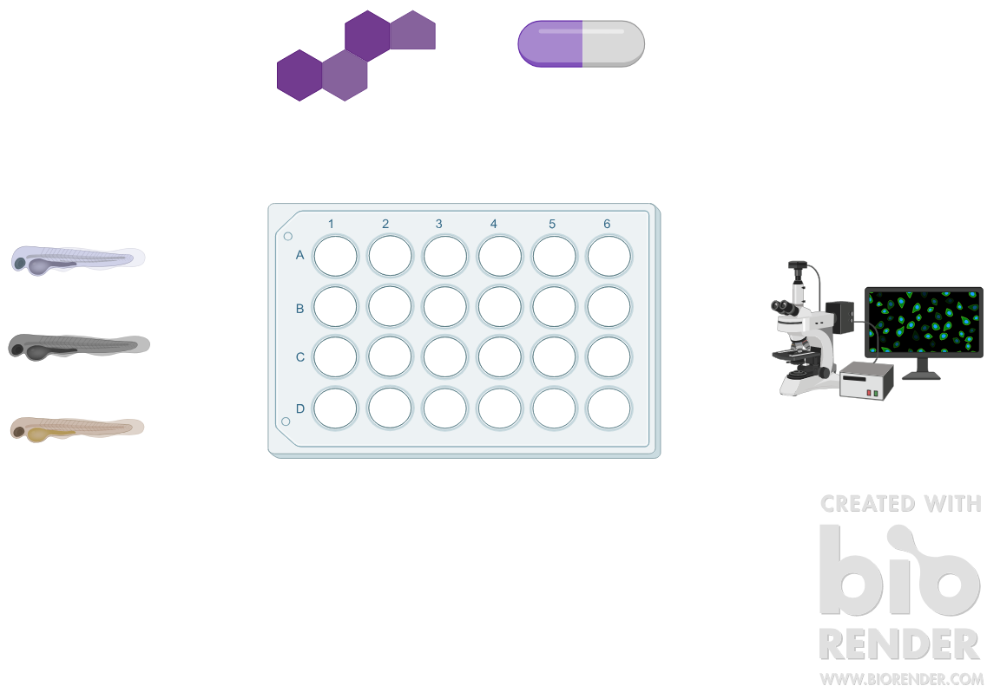 1 2 3 4 5 6
A
B
C
D
CREATED WITH
bio
RENDER
WWW.BIORENDER.COM